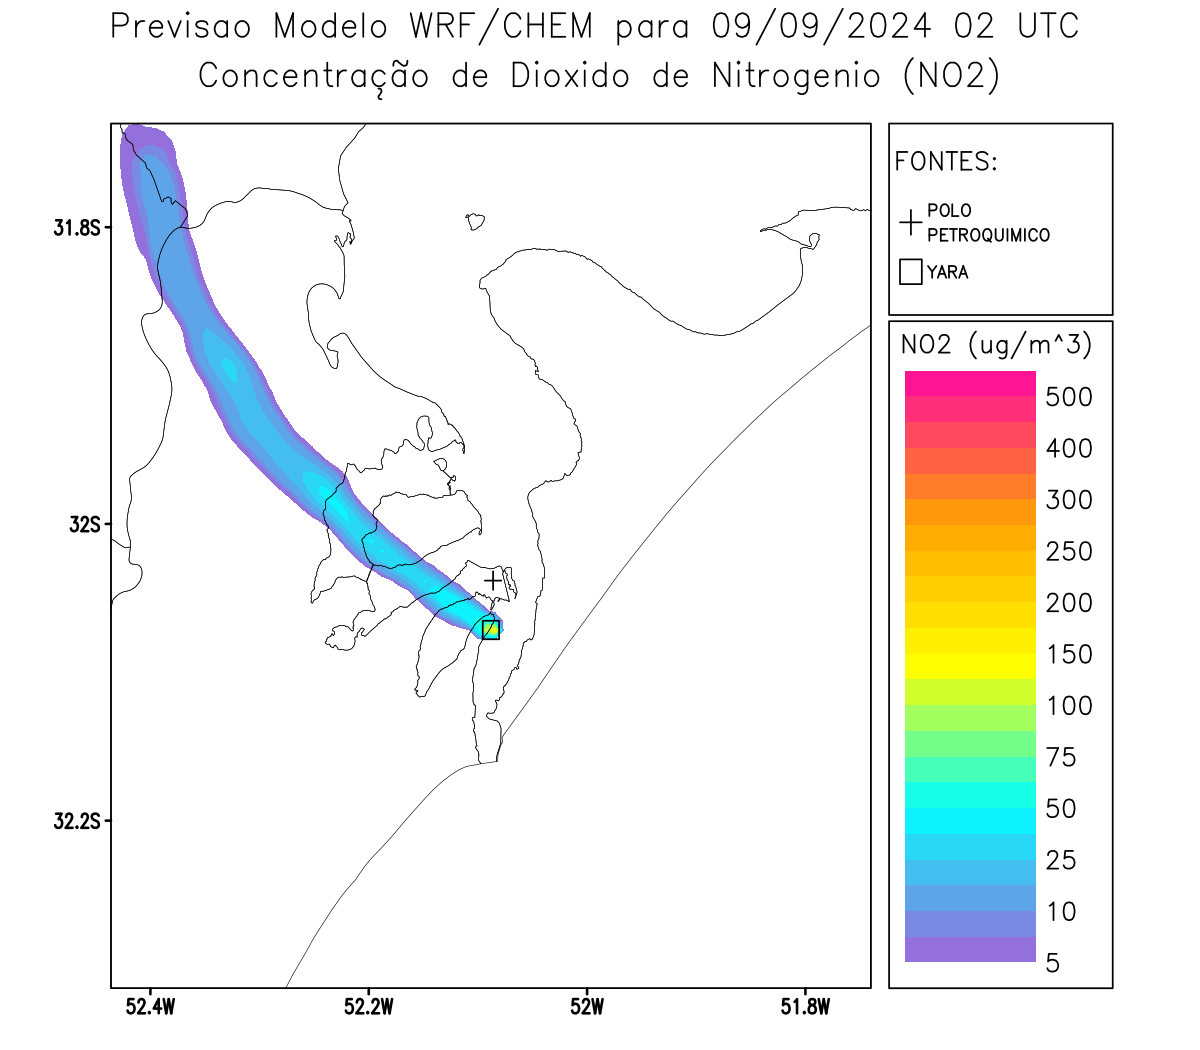 Previsao Modelo WRF/CHEM para 09/09/2024 02 UTC
Concentração de Dioxido de Nitrogenio (NO2)
FONTES:
POLO
PETROQUIMICO
YARA
NO2 (ug/m^3)
500
400
300
250
200
150
100
75
50
25
10
5
31.8S
32S
32.2S
52.4W
52.2W
52W
51.8W